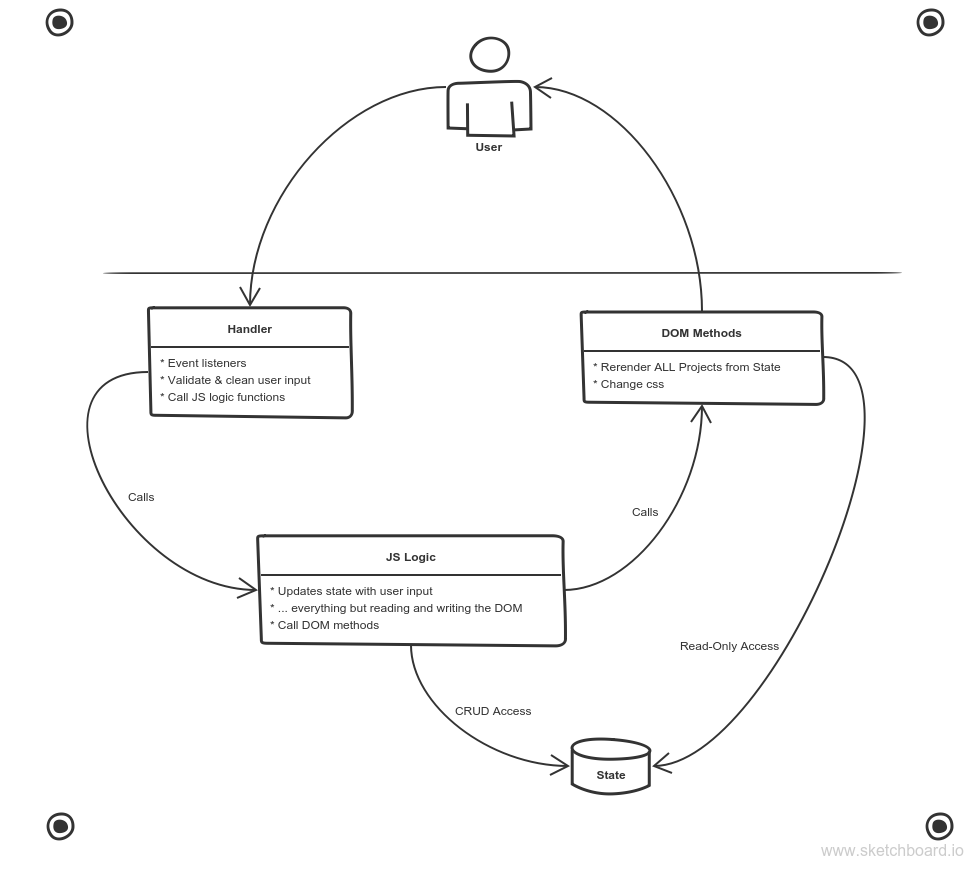 User
Handler
* Event listeners
* Validate & clean user input
* Call JS logic functions
DOM Methods
* Rerender ALL Projects from State
* Change css
Calls
Calls
JS Logic
* Updates state with user input
* ... everything but reading and writing the DOM
* Call DOM methods
Read-Only Access
CRUD Access
State
www.sketchboard.io